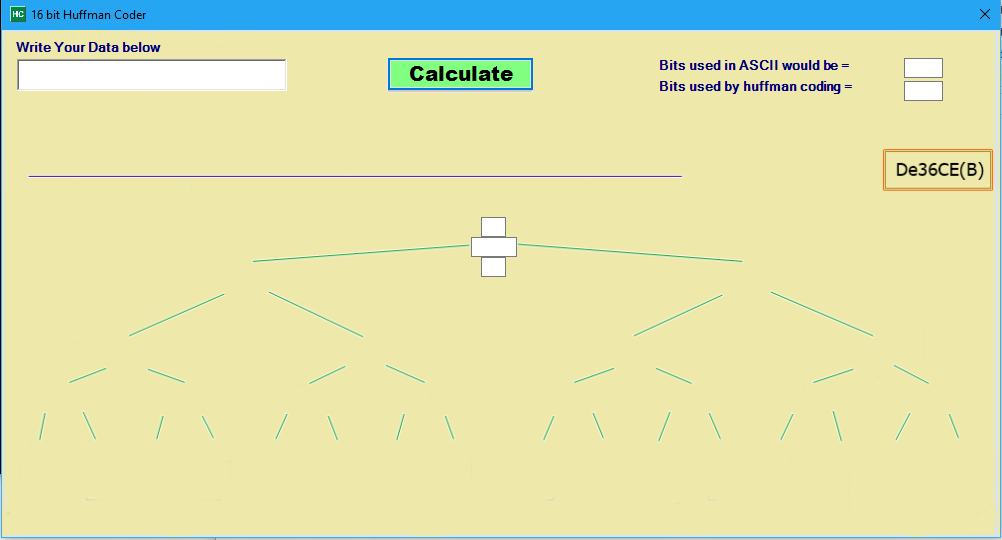 HC 16 bit Huffman Coder
Write Your Data below
Calculate
Bits used in ASCII would be =
Bits used by huffman coding =
De36CE(B)